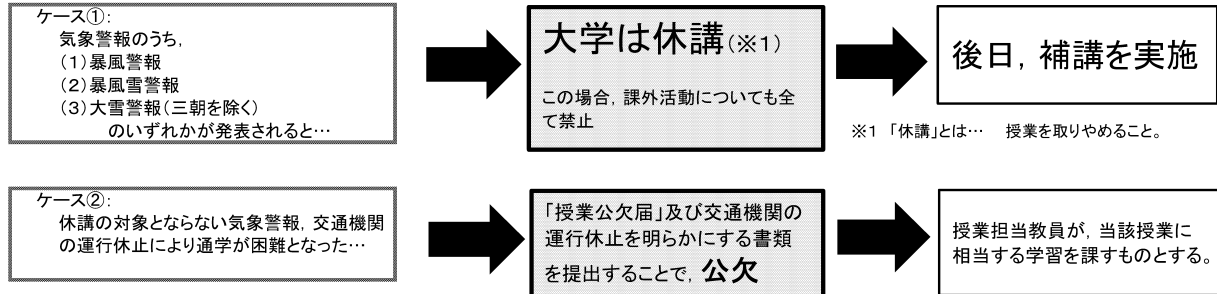 ケース①:
気象警報のうち,
(1)暴風警報
(2)暴風雪警報
(3)大雪警報(三朝を除く)
のいずれかが発表されると…
大学は休講(※1)
この場合, 課外活動についても全
て禁止
後日, 補講を実施
※1 「休講」とは… 授業を取りやめること。
ケース②:
休講の対象とならない気象警報, 交通機関
の運行休止により通学が困難となった…
「授業公欠届」及び交通機関の
運行休止を明らかにする書類
を提出することで, 公欠
授業担当教員が, 当該授業に
相当する学習を課すものとする。